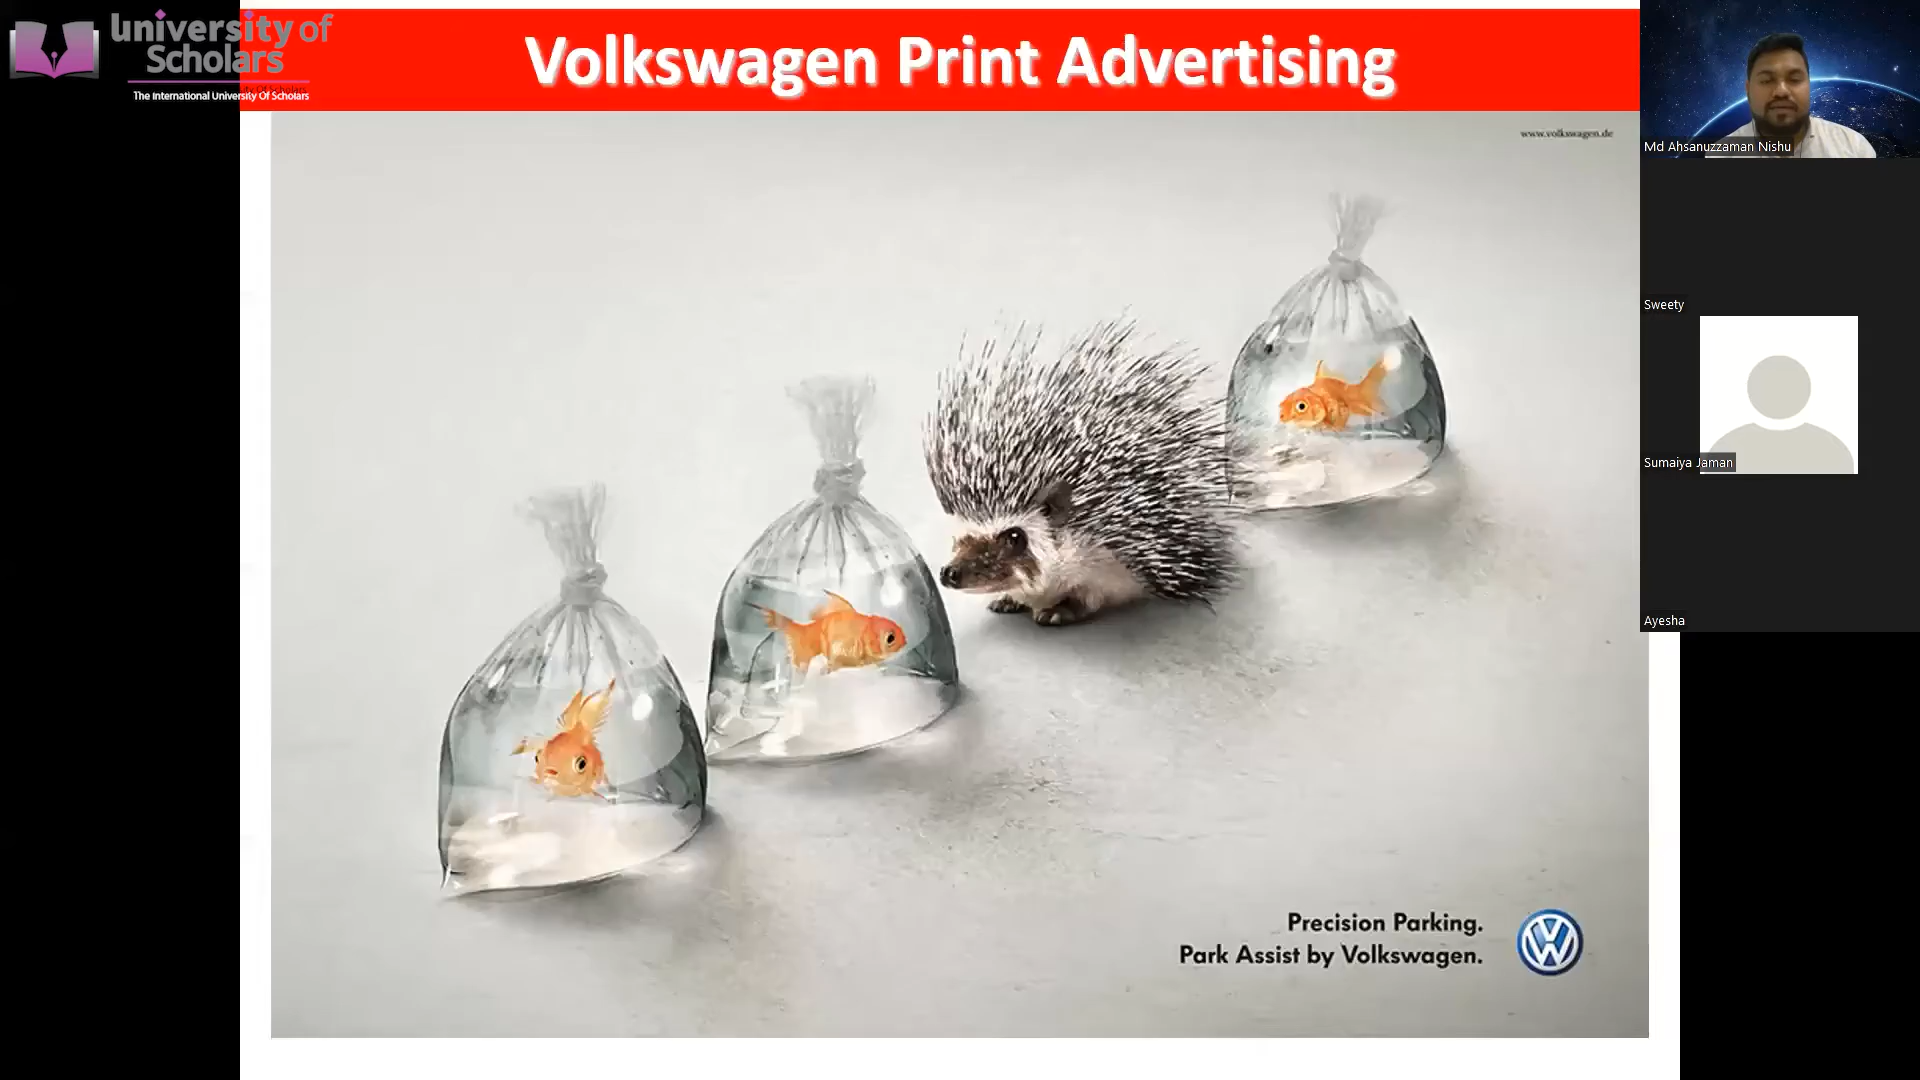 University of
Scholars
The International University Of Scholars
Volkswagen Print Advertising
www.volkswagen.de
Precision Parking.
Park Assist by Volkswagen.
Md Ahsanuzzaman Nishu
Sweety
Sumaiya Jaman
Ayesha